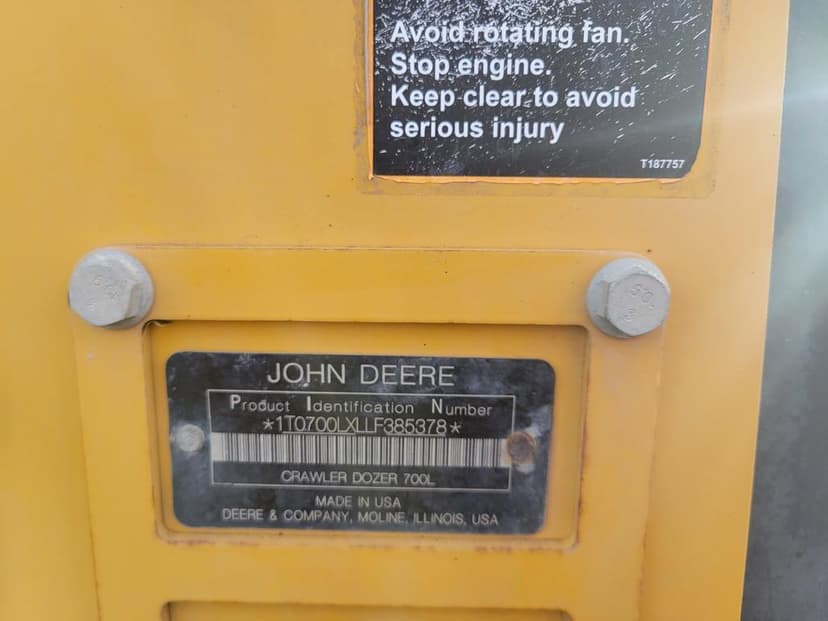 Avoid rotating fan.
Stop engine.
Keep clear to avoid
serious injury
T187757
JOHN DEERE
Product Identification Number
*1T0700LXLLF385378*
CRAWLER DOZER 700L
MADE IN USA
DEERE & COMPANY, MOLINE, ILLINOIS, USA